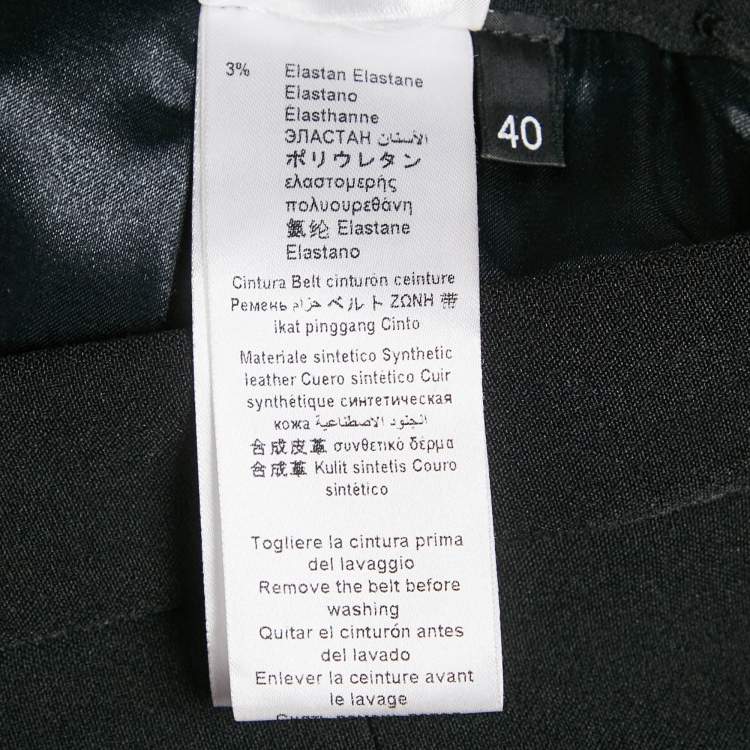 3% Elastan Elastane
Elastano
Élasthanne
ЭЛАСТАН الأسنان
ポリウレタン
ελαστομερής
πολυουρεθάνη
氨纶 Elastane
Elastano
Cintura Belt cinturón ceinture
Ремень حزام ベルト ΖΩΝΗ 带
ikat pinggang Cinto
Materiale sintetico Synthetic
leather Cuero sintético Cuir
synthétique синтетическая
кожа الجنود الاصطناعية
合成皮革 συνθετικό δέρμα
合成革 Kulit sintetis Couro
sintético
Togliere la cintura prima
del lavaggio
Remove the belt before
washing
Quitar el cinturón antes
del lavado
Enlever la ceinture avant
le lavage
40